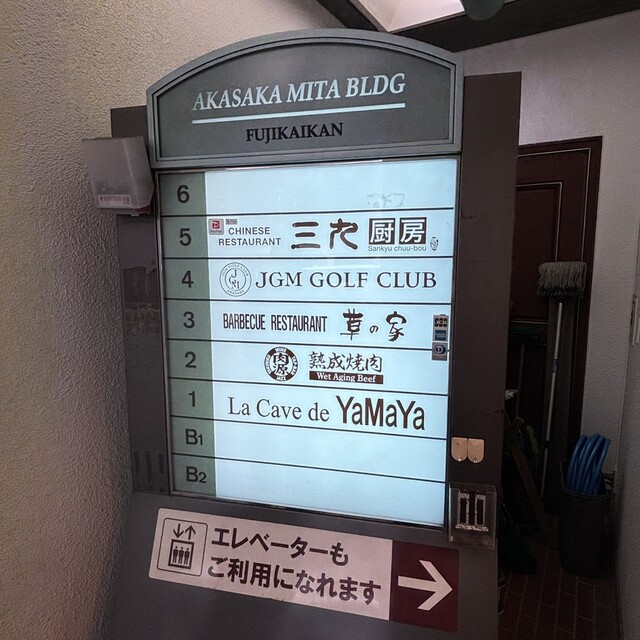 AKASAKA MITA BLDG
FUJIKAIKAN
6
5 CHINESE RESTAURANT 三九厨房
Sankyu chuu-bou
4 JGM GOLF CLUB
3 BARBECUE RESTAURANT 草の家
2 肉源 熟成焼肉
Wet Aging Beef
1 La Cave de YaMaYa
B1
B2
エレベーターも
ご利用になれます